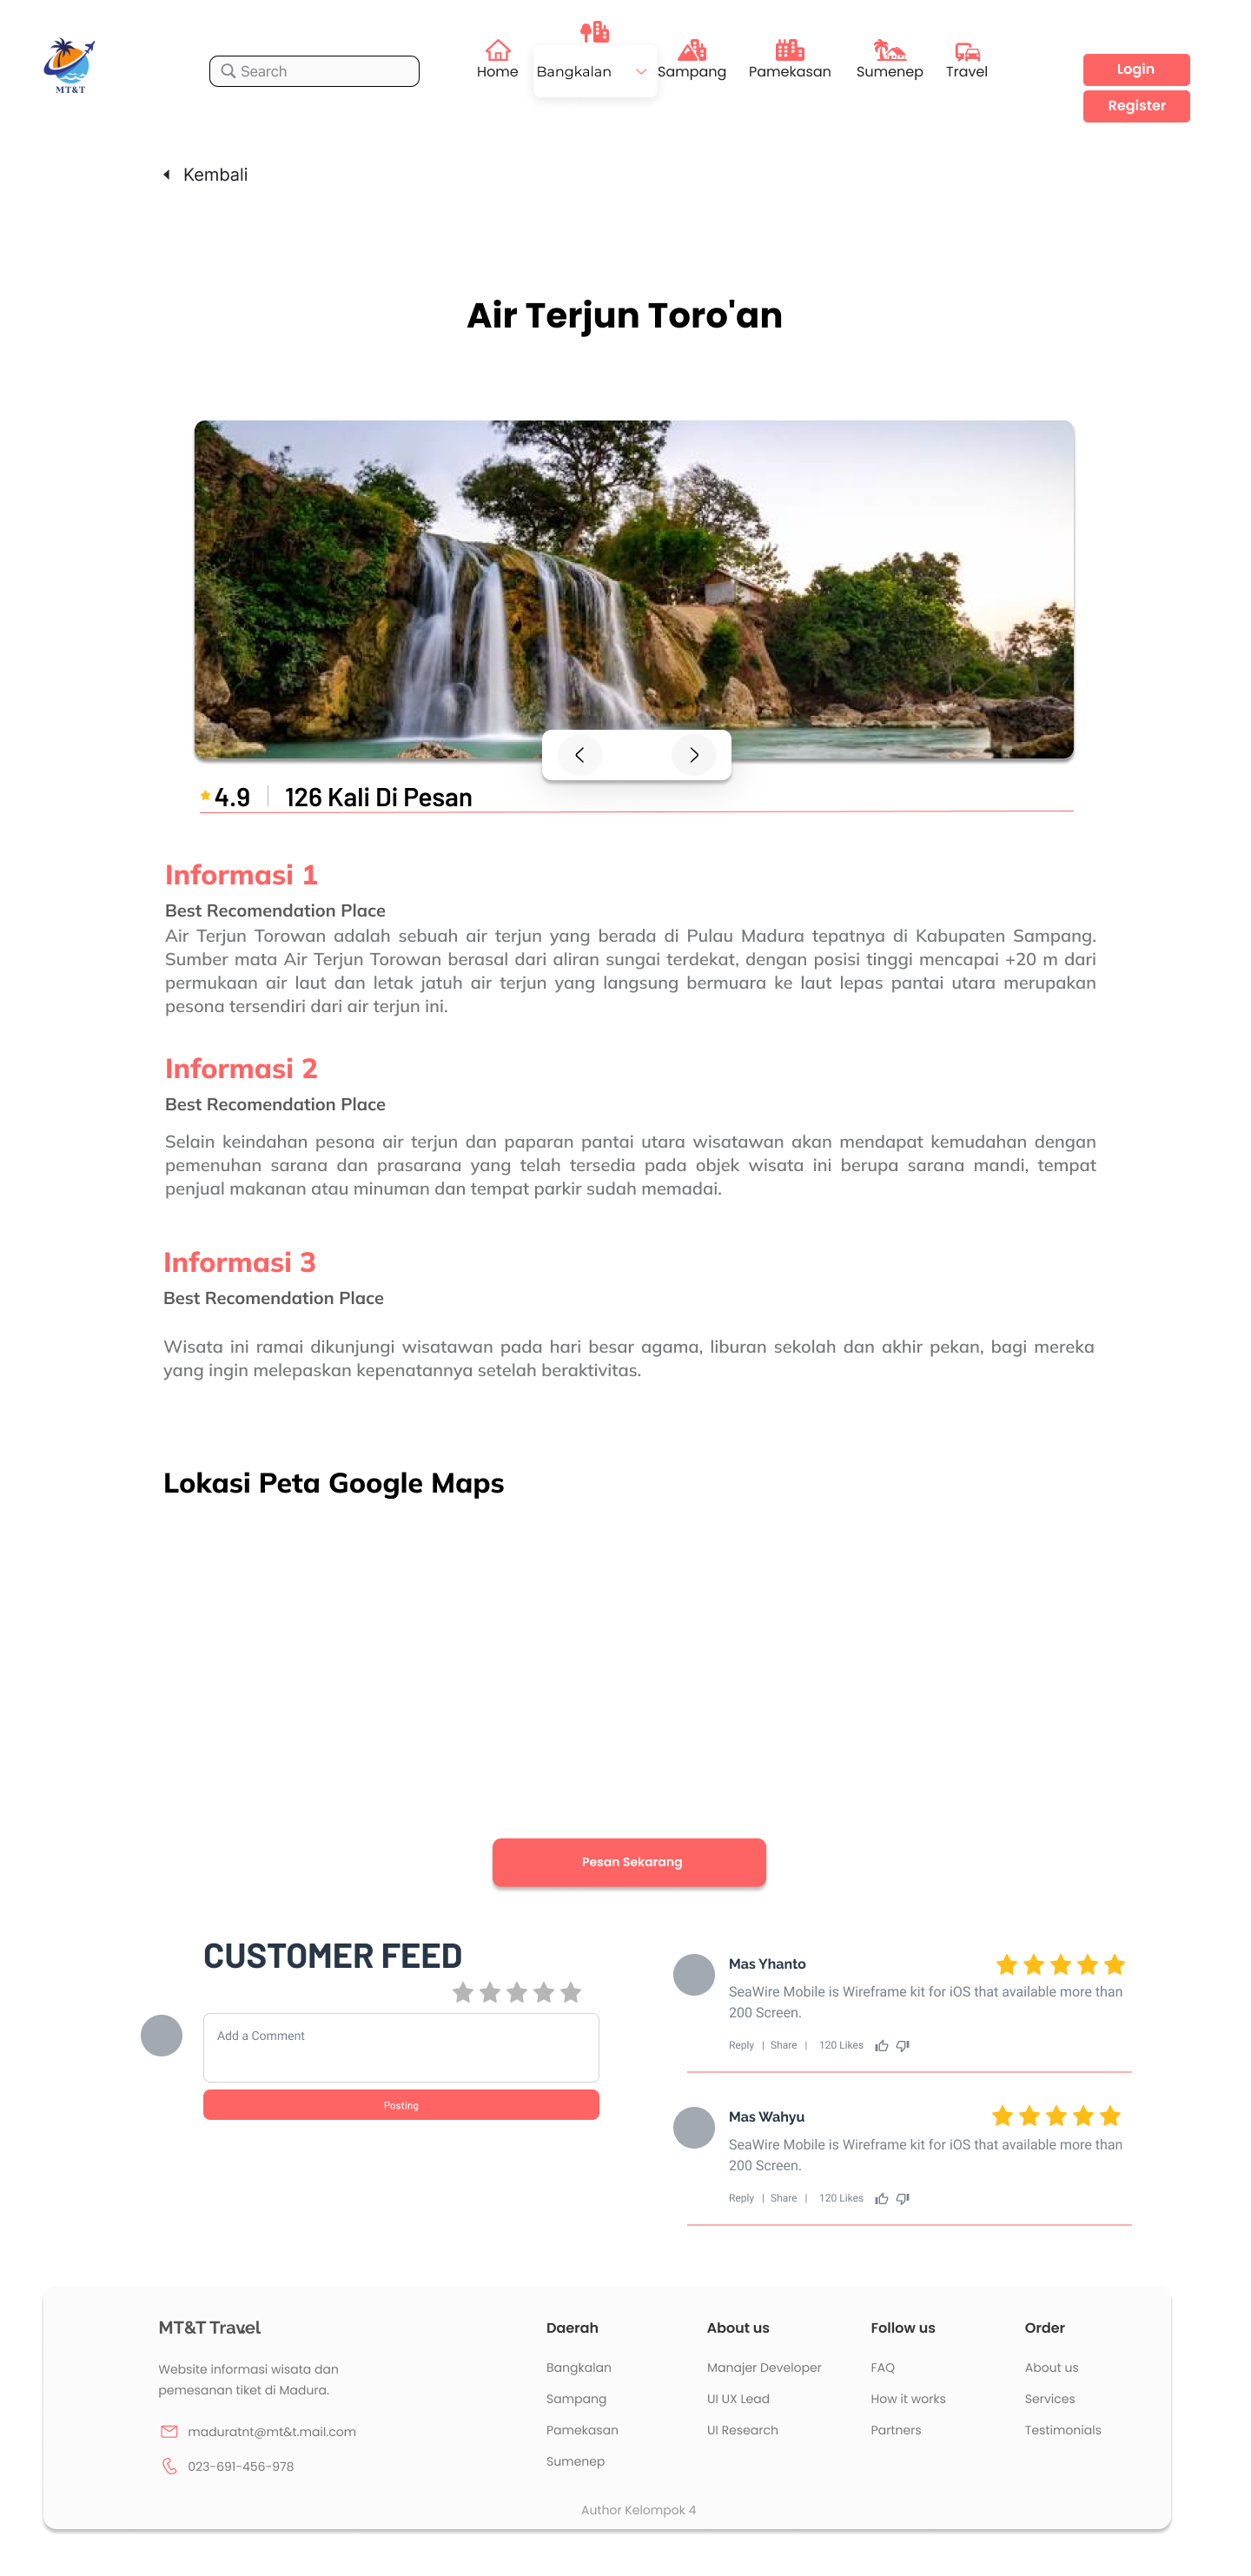 MT&T
Search
Home
Bangkalan
Sampang
Pamekasan
Sumenep
Travel
Login
Register
Kembali
Air Terjun Toro'an
4.9
126 Kali Di Pesan
Informasi 1
Best Recomendation Place
Air Terjun Torowan adalah sebuah air terjun yang berada di Pulau Madura tepatnya di Kabupaten Sampang.
Sumber mata Air Terjun Torowan berasal dari aliran sungai terdekat, dengan posisi tinggi mencapai +20 m dari
permukaan air laut dan letak jatuh air terjun yang langsung bermuara ke laut lepas pantai utara merupakan
pesona tersendiri dari air terjun ini.
Informasi 2
Best Recomendation Place
Selain keindahan pesona air terjun dan paparan pantai utara wisatawan akan mendapat kemudahan dengan
pemenuhan sarana dan prasarana yang telah tersedia pada objek wisata ini berupa sarana mandi, tempat
penjual makanan atau minuman dan tempat parkir sudah memadai.
Informasi 3
Best Recomendation Place
Wisata ini ramai dikunjungi wisatawan pada hari besar agama, liburan sekolah dan akhir pekan, bagi mereka
yang ingin melepaskan kepenatannya setelah beraktivitas.
Lokasi Peta Google Maps
Pesan Sekarang
CUSTOMER FEED
Add a Comment
Posting
Mas Yhanto
SeaWire Mobile is Wireframe kit for iOS that available more than
200 Screen.
Reply | Share | 120 Likes
Mas Wahyu
SeaWire Mobile is Wireframe kit for iOS that available more than
200 Screen.
Reply | Share | 120 Likes
MT&T Travel
Website informasi wisata dan
pemesanan tiket di Madura.
maduratnt@mt&t.mail.com
023-691-456-978
Daerah
Bangkalan
Sampang
Pamekasan
Sumenep
About us
Manajer Developer
UI UX Lead
UI Research
Follow us
FAQ
How it works
Partners
Order
About us
Services
Testimonials
Author Kelompok 4